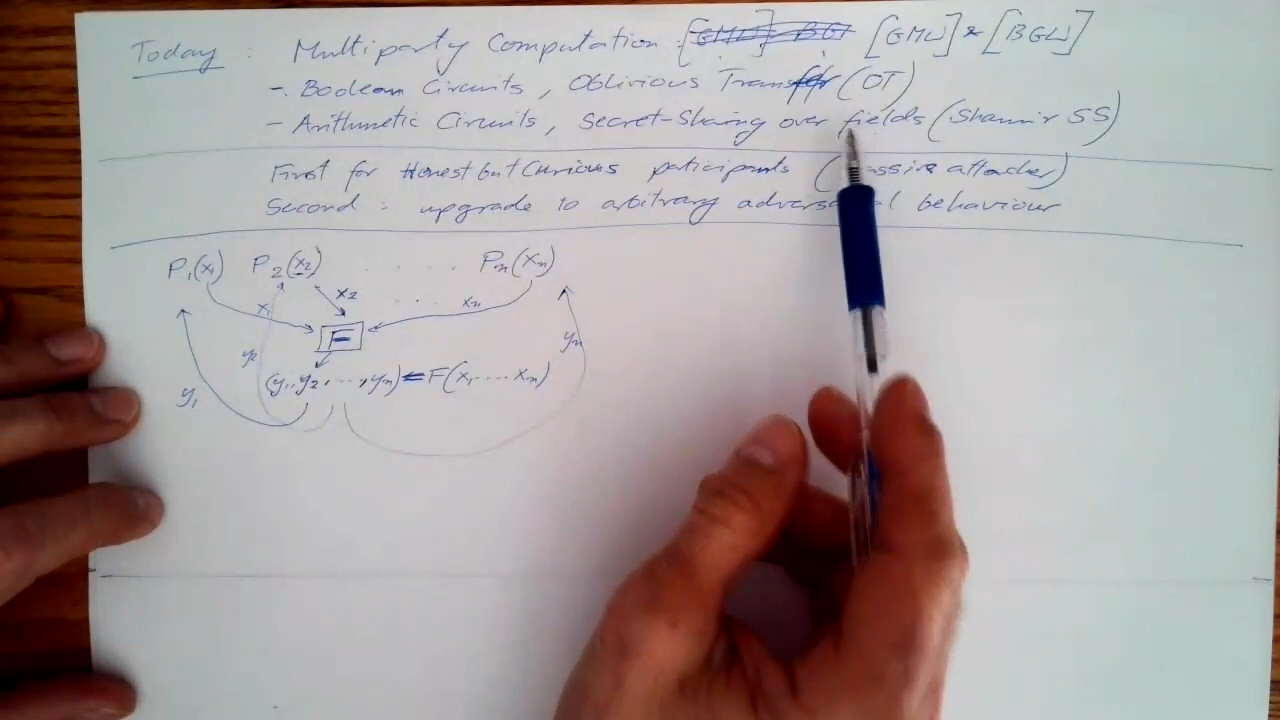 Today : Multiparty Computation : [GMW] & [BGW]
- Boolean Circuits, Oblivious Transfer (OT)
- Arithmetic Circuits, Secret-Sharing over fields (Shamir SS)
First for Honest but Curious participants ( attacker)
Second : upgrade to arbitrary behaviour
P₁(x₁) P₂(x₂) . . . . Pₙ(xₙ)
x₁ x₂ . . . xₙ
F
y₂ yₙ
(y₁, y₂, ..., yₙ) = F(x₁ .... xₙ)
y₁